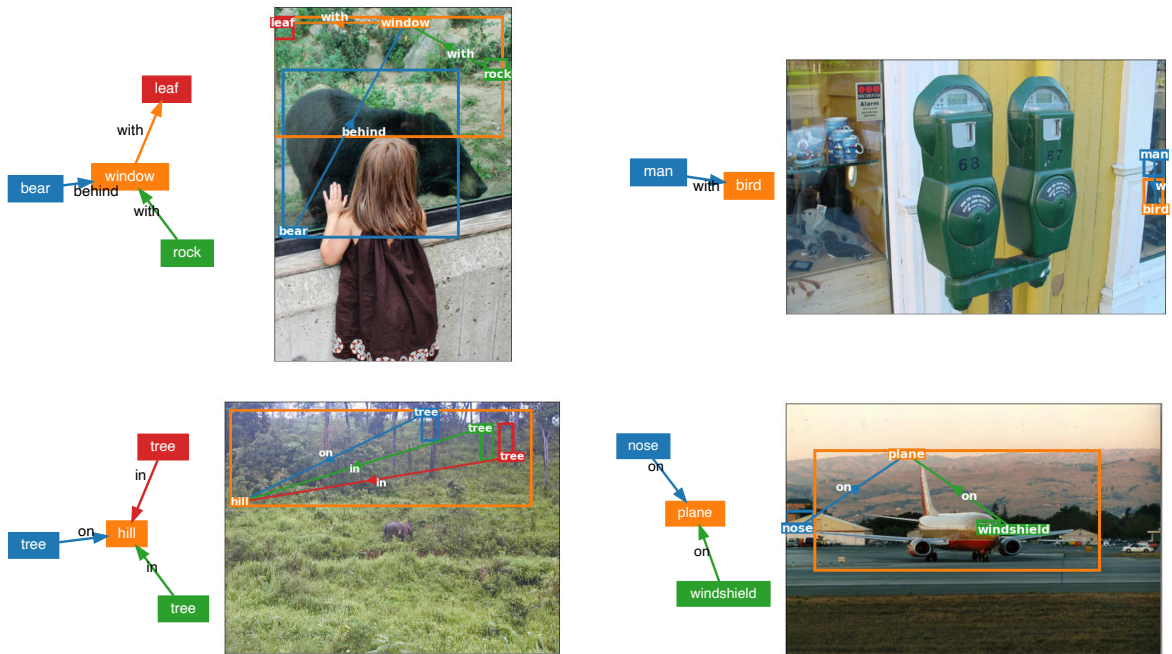 leaf
with
bear
behind
window
with
rock
leaf
with
window
with
rock
behind
bear
man
with
bird
Alarm
63
67
man
w
bird
tree
in
tree
on
hill
in
tree
tree
tree
on
in
in
tree
hill
nose
on
plane
on
windshield
plane
on
on
nose
windshield